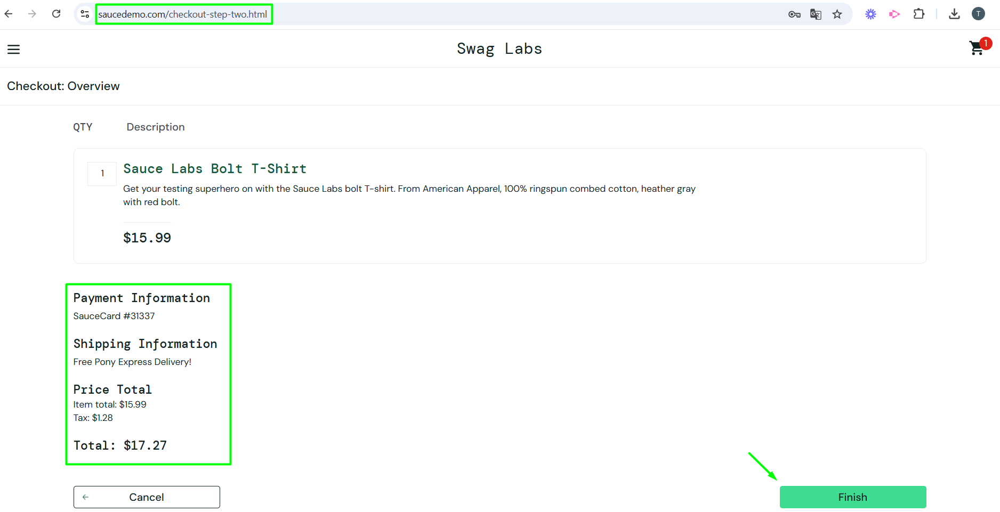 saucedemo.com/checkout-step-two.html
T
Swag Labs
1
Checkout: Overview
QTY Description
1
Sauce Labs Bolt T-Shirt
Get your testing superhero on with the Sauce Labs bolt T-shirt. From American Apparel, 100% ringspun combed cotton, heather gray
with red bolt.
$15.99
Payment Information
SauceCard #31337
Shipping Information
Free Pony Express Delivery!
Price Total
Item total: $15.99
Tax: $1.28
Total: $17.27
Cancel
Finish